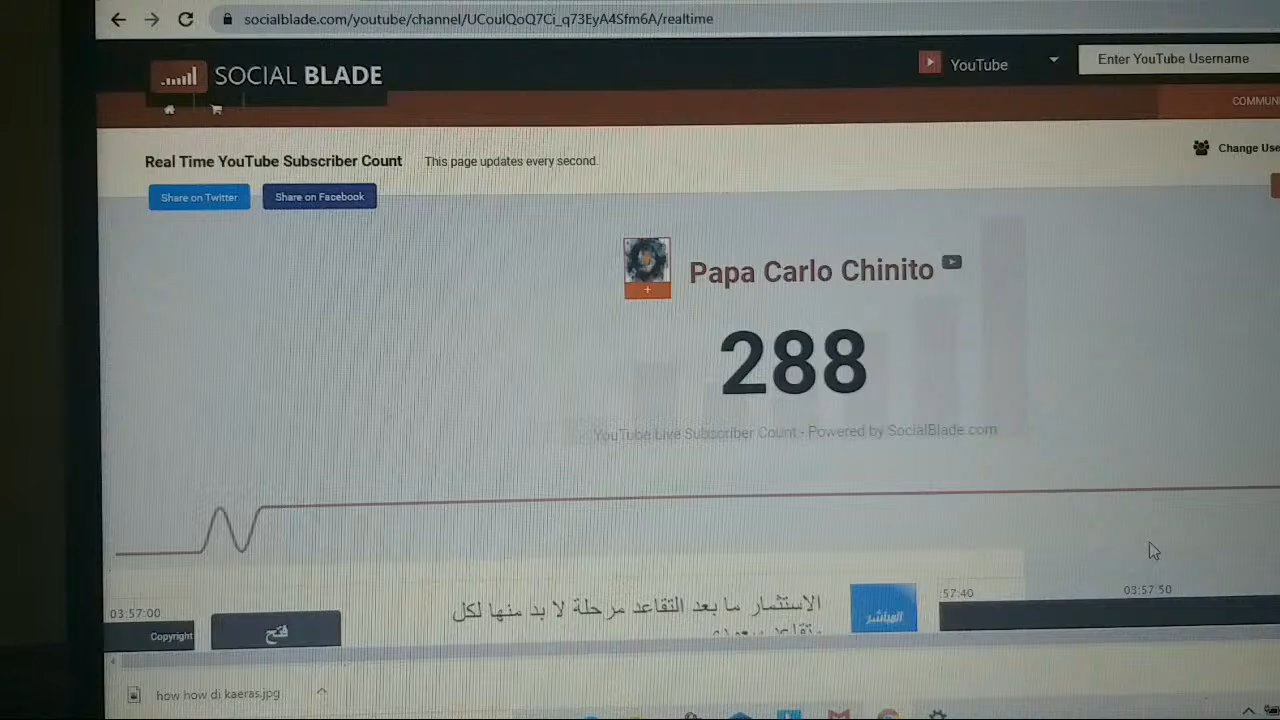 socialblade.com/youtube/channel/UCoulQoQ7Ci_q73EyA4Sfm6A/realtime
SOCIAL BLADE
YouTube
Enter YouTube Username
COMMUN
Real Time YouTube Subscriber Count
This page updates every second.
Change Use
Share on Twitter
Share on Facebook
Papa Carlo Chinito
288
YouTube Live Subscriber Count - Powered by SocialBlade.com
03:57:00
:57:40
03:57:50
الاستثمار ما بعد التقاعد مرحلة لا بد منها لكل
المباشر
فتح
Copyright
how how di kaeras.jpg